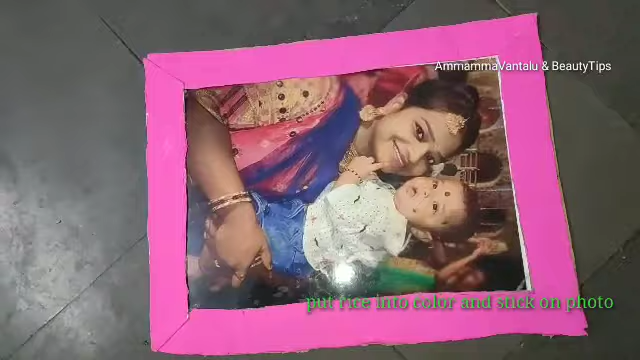 AmmammaVantalu & BeautyTips
put rice into color and stick on photo